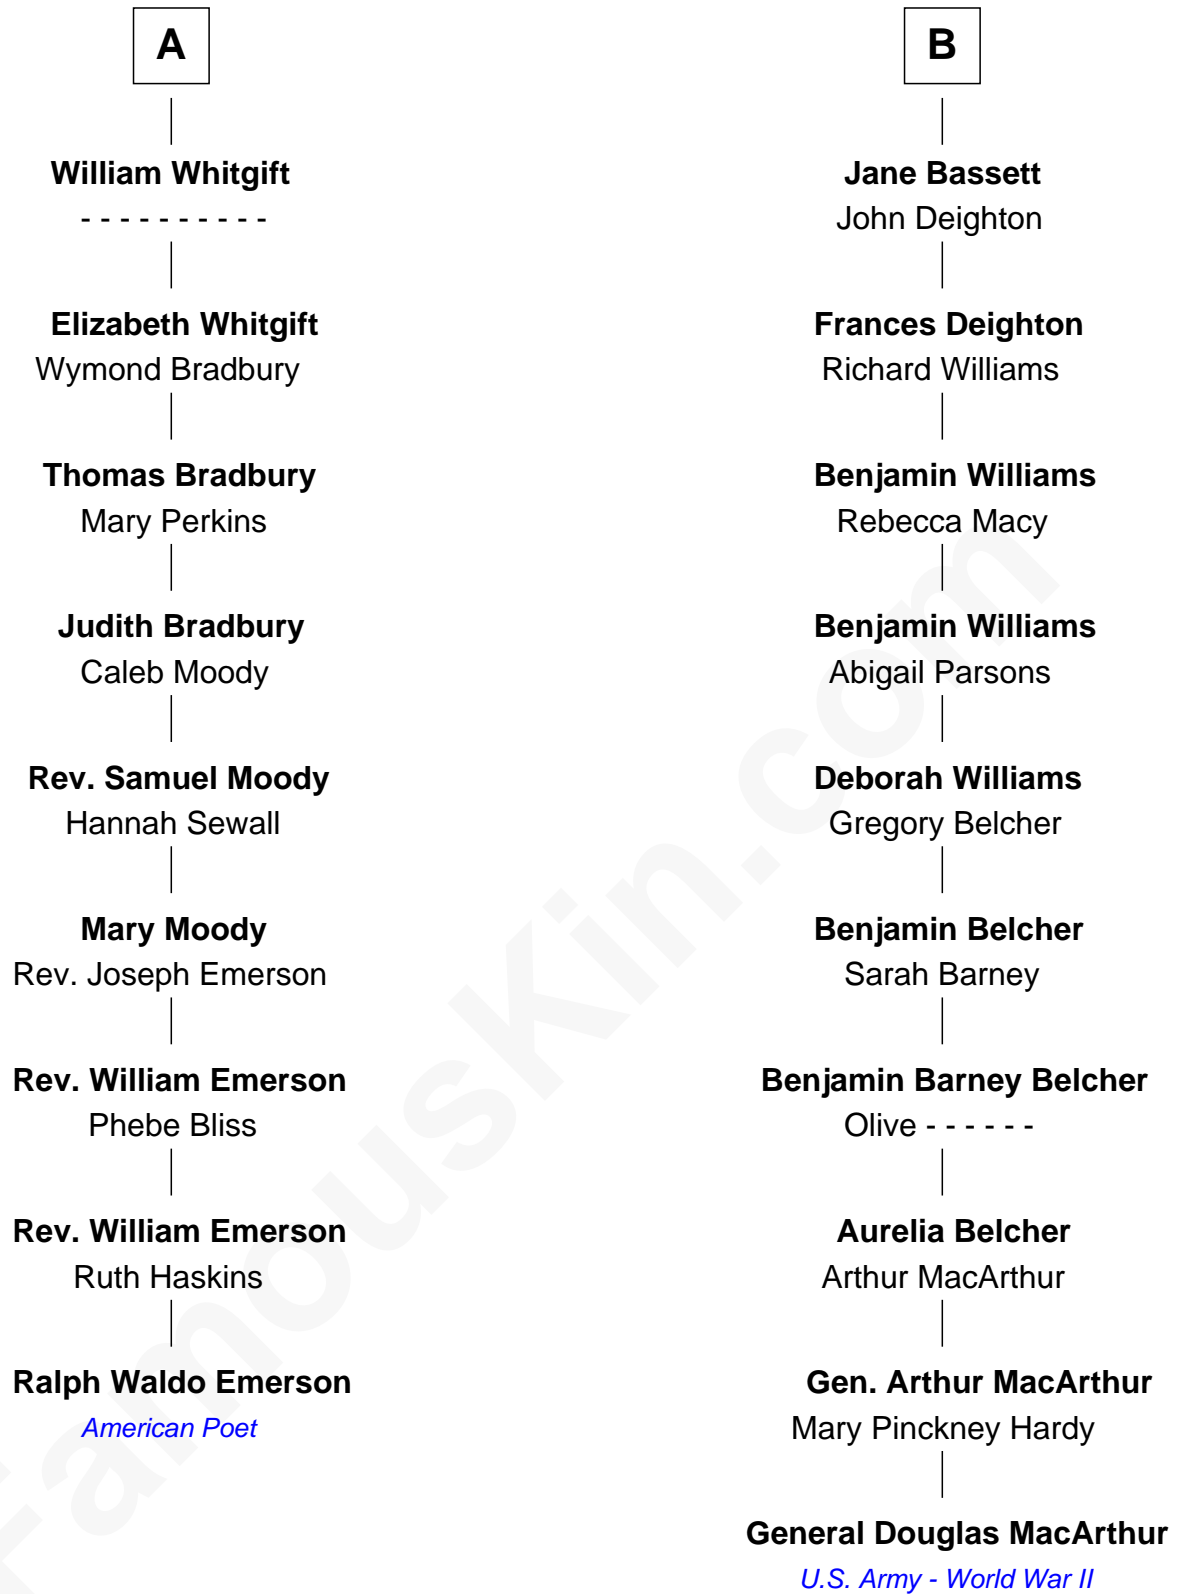 A
William Whitgift
- - - - - - - - - -
Elizabeth Whitgift
Wymond Bradbury
Thomas Bradbury
Mary Perkins
Judith Bradbury
Caleb Moody
Rev. Samuel Moody
Hannah Sewall
Mary Moody
Rev. Joseph Emerson
Rev. William Emerson
Phebe Bliss
Rev. William Emerson
Ruth Haskins
Ralph Waldo Emerson
American Poet
B
Jane Bassett
John Deighton
Frances Deighton
Richard Williams
Benjamin Williams
Rebecca Macy
Benjamin Williams
Abigail Parsons
Deborah Williams
Gregory Belcher
Benjamin Belcher
Sarah Barney
Benjamin Barney Belcher
Olive - - - - - -
Aurelia Belcher
Arthur MacArthur
Gen. Arthur MacArthur
Mary Pinckney Hardy
General Douglas MacArthur
U.S. Army - World War II
FamousKin.com